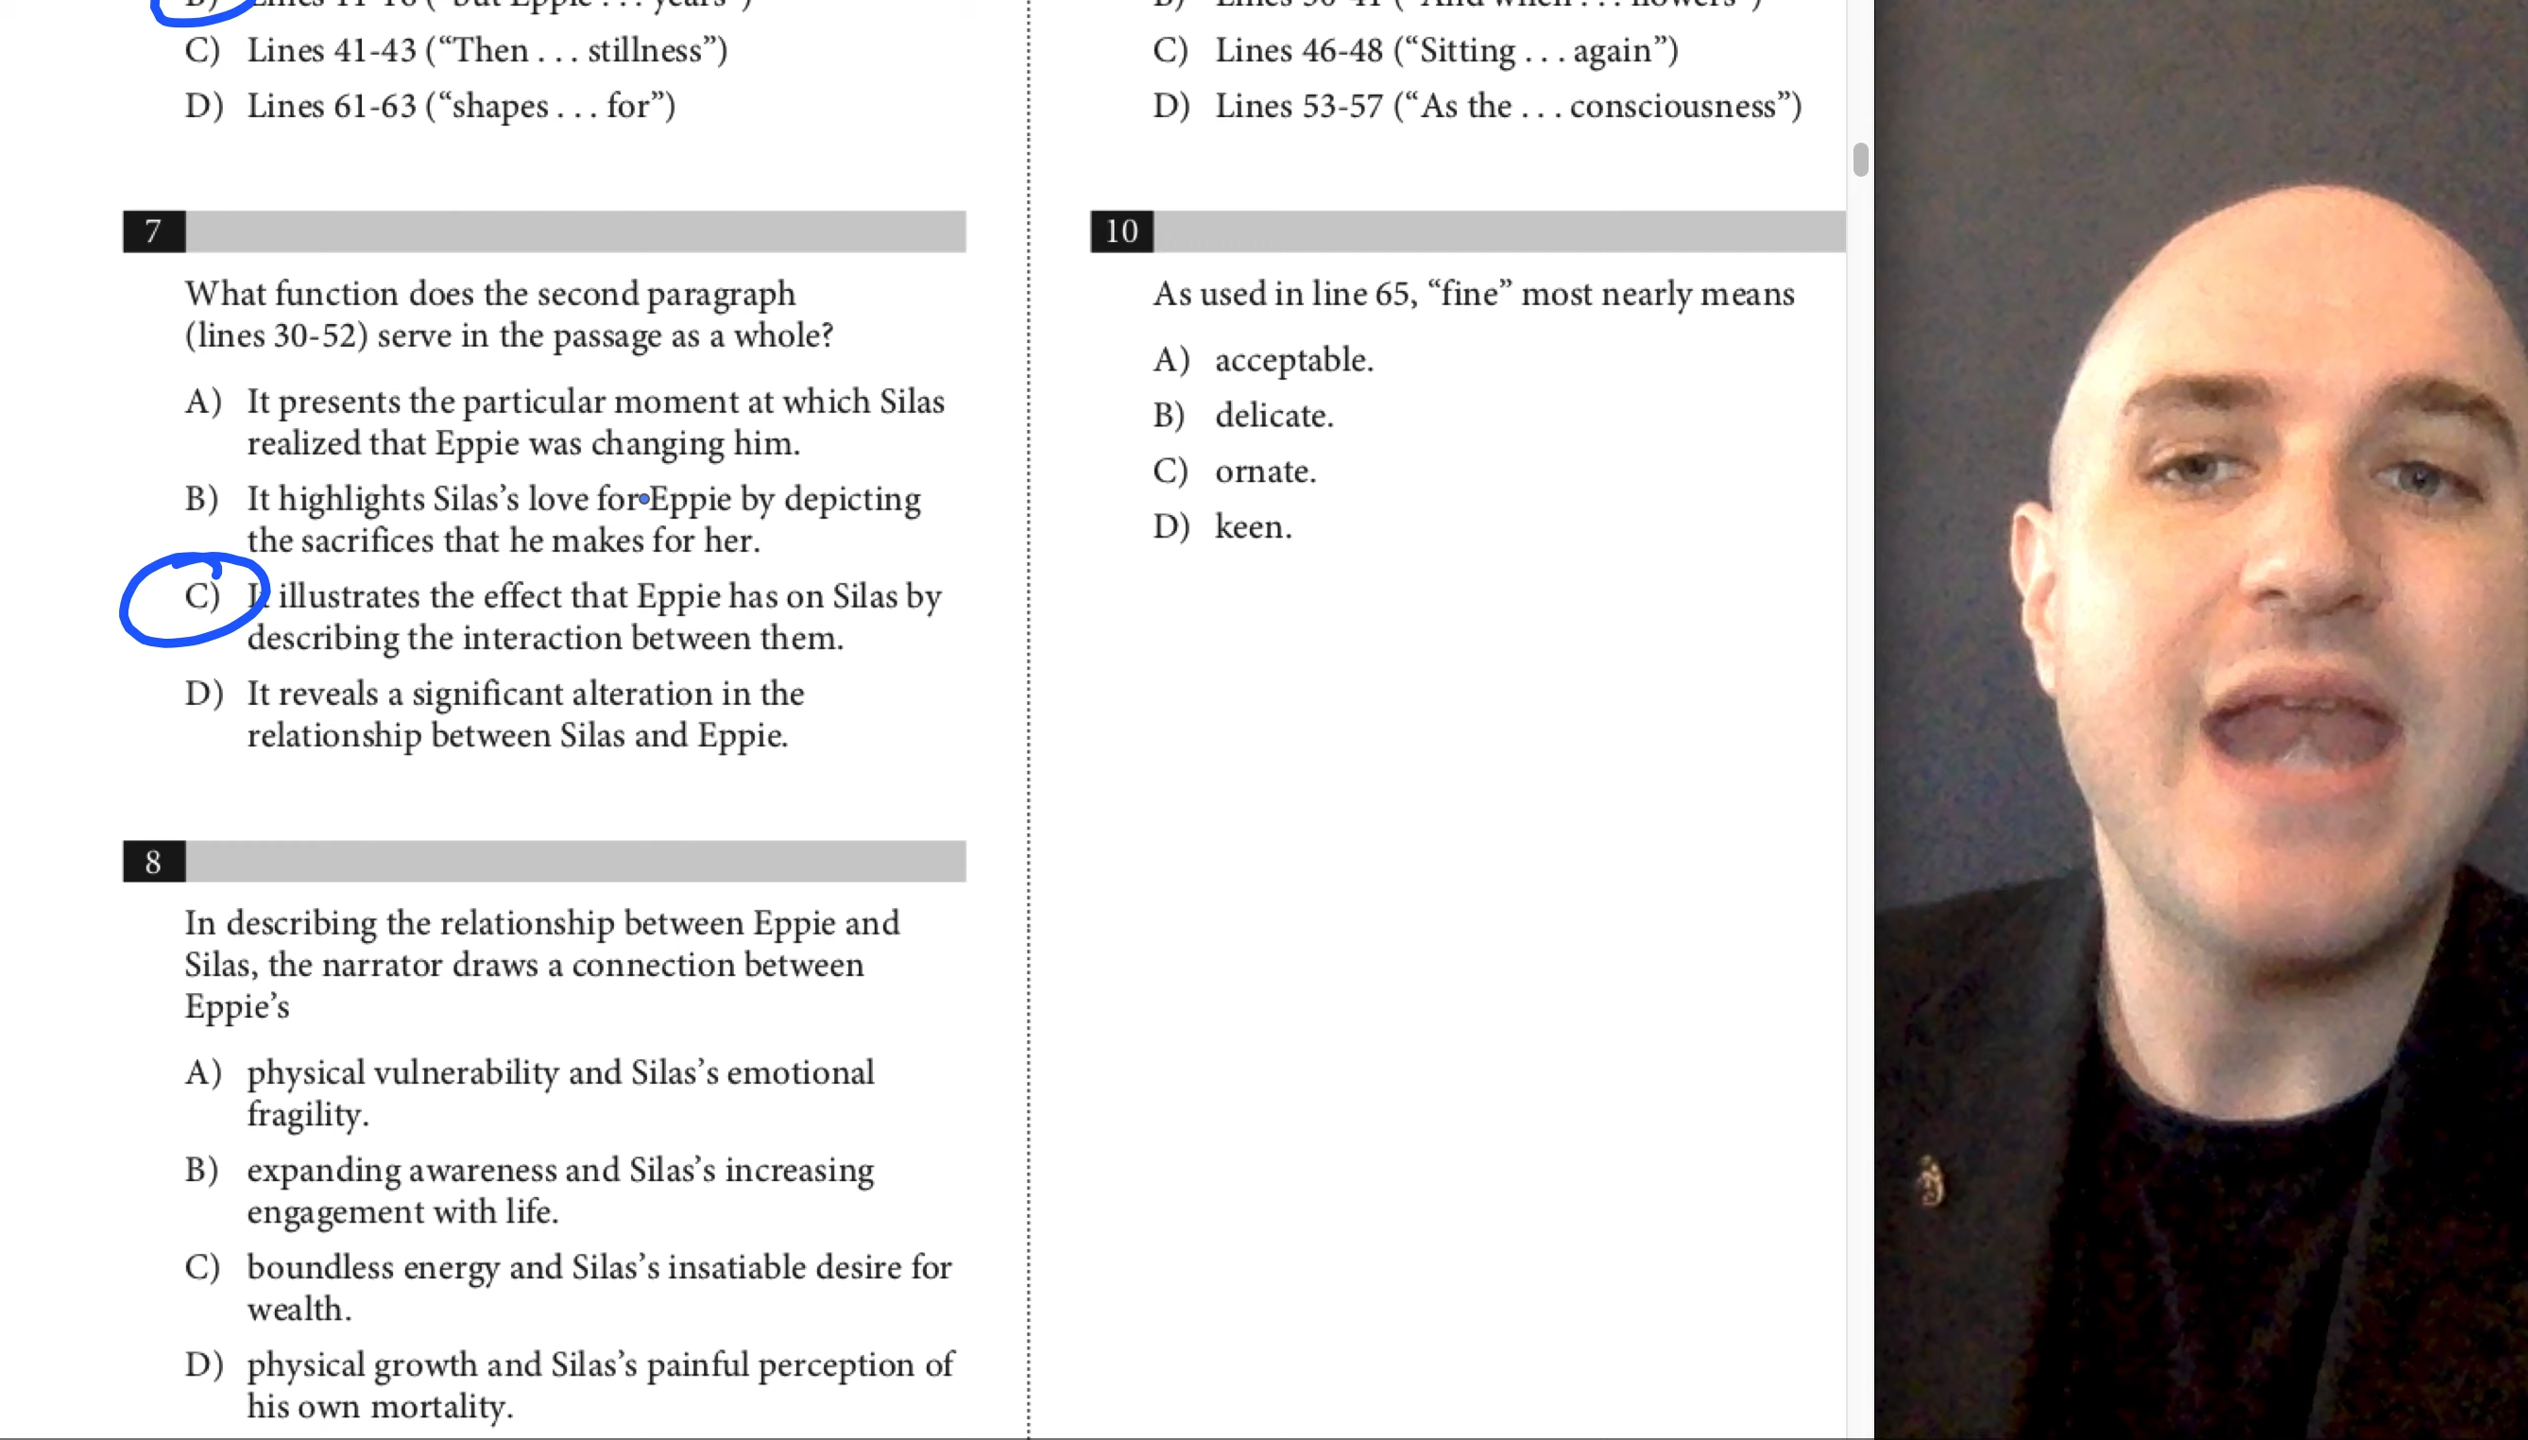 C) Lines 41-43 (“Then . . . stillness”)
D) Lines 61-63 (“shapes . . . for”)
7
What function does the second paragraph
(lines 30-52) serve in the passage as a whole?
A) It presents the particular moment at which Silas
realized that Eppie was changing him.
B) It highlights Silas’s love for Eppie by depicting
the sacrifices that he makes for her.
C) It illustrates the effect that Eppie has on Silas by
describing the interaction between them.
D) It reveals a significant alteration in the
relationship between Silas and Eppie.
8
In describing the relationship between Eppie and
Silas, the narrator draws a connection between
Eppie’s
A) physical vulnerability and Silas’s emotional
fragility.
B) expanding awareness and Silas’s increasing
engagement with life.
C) boundless energy and Silas’s insatiable desire for
wealth.
D) physical growth and Silas’s painful perception of
his own mortality.
C) Lines 46-48 (“Sitting . . . again”)
D) Lines 53-57 (“As the . . . consciousness”)
10
As used in line 65, “fine” most nearly means
A) acceptable.
B) delicate.
C) ornate.
D) keen.